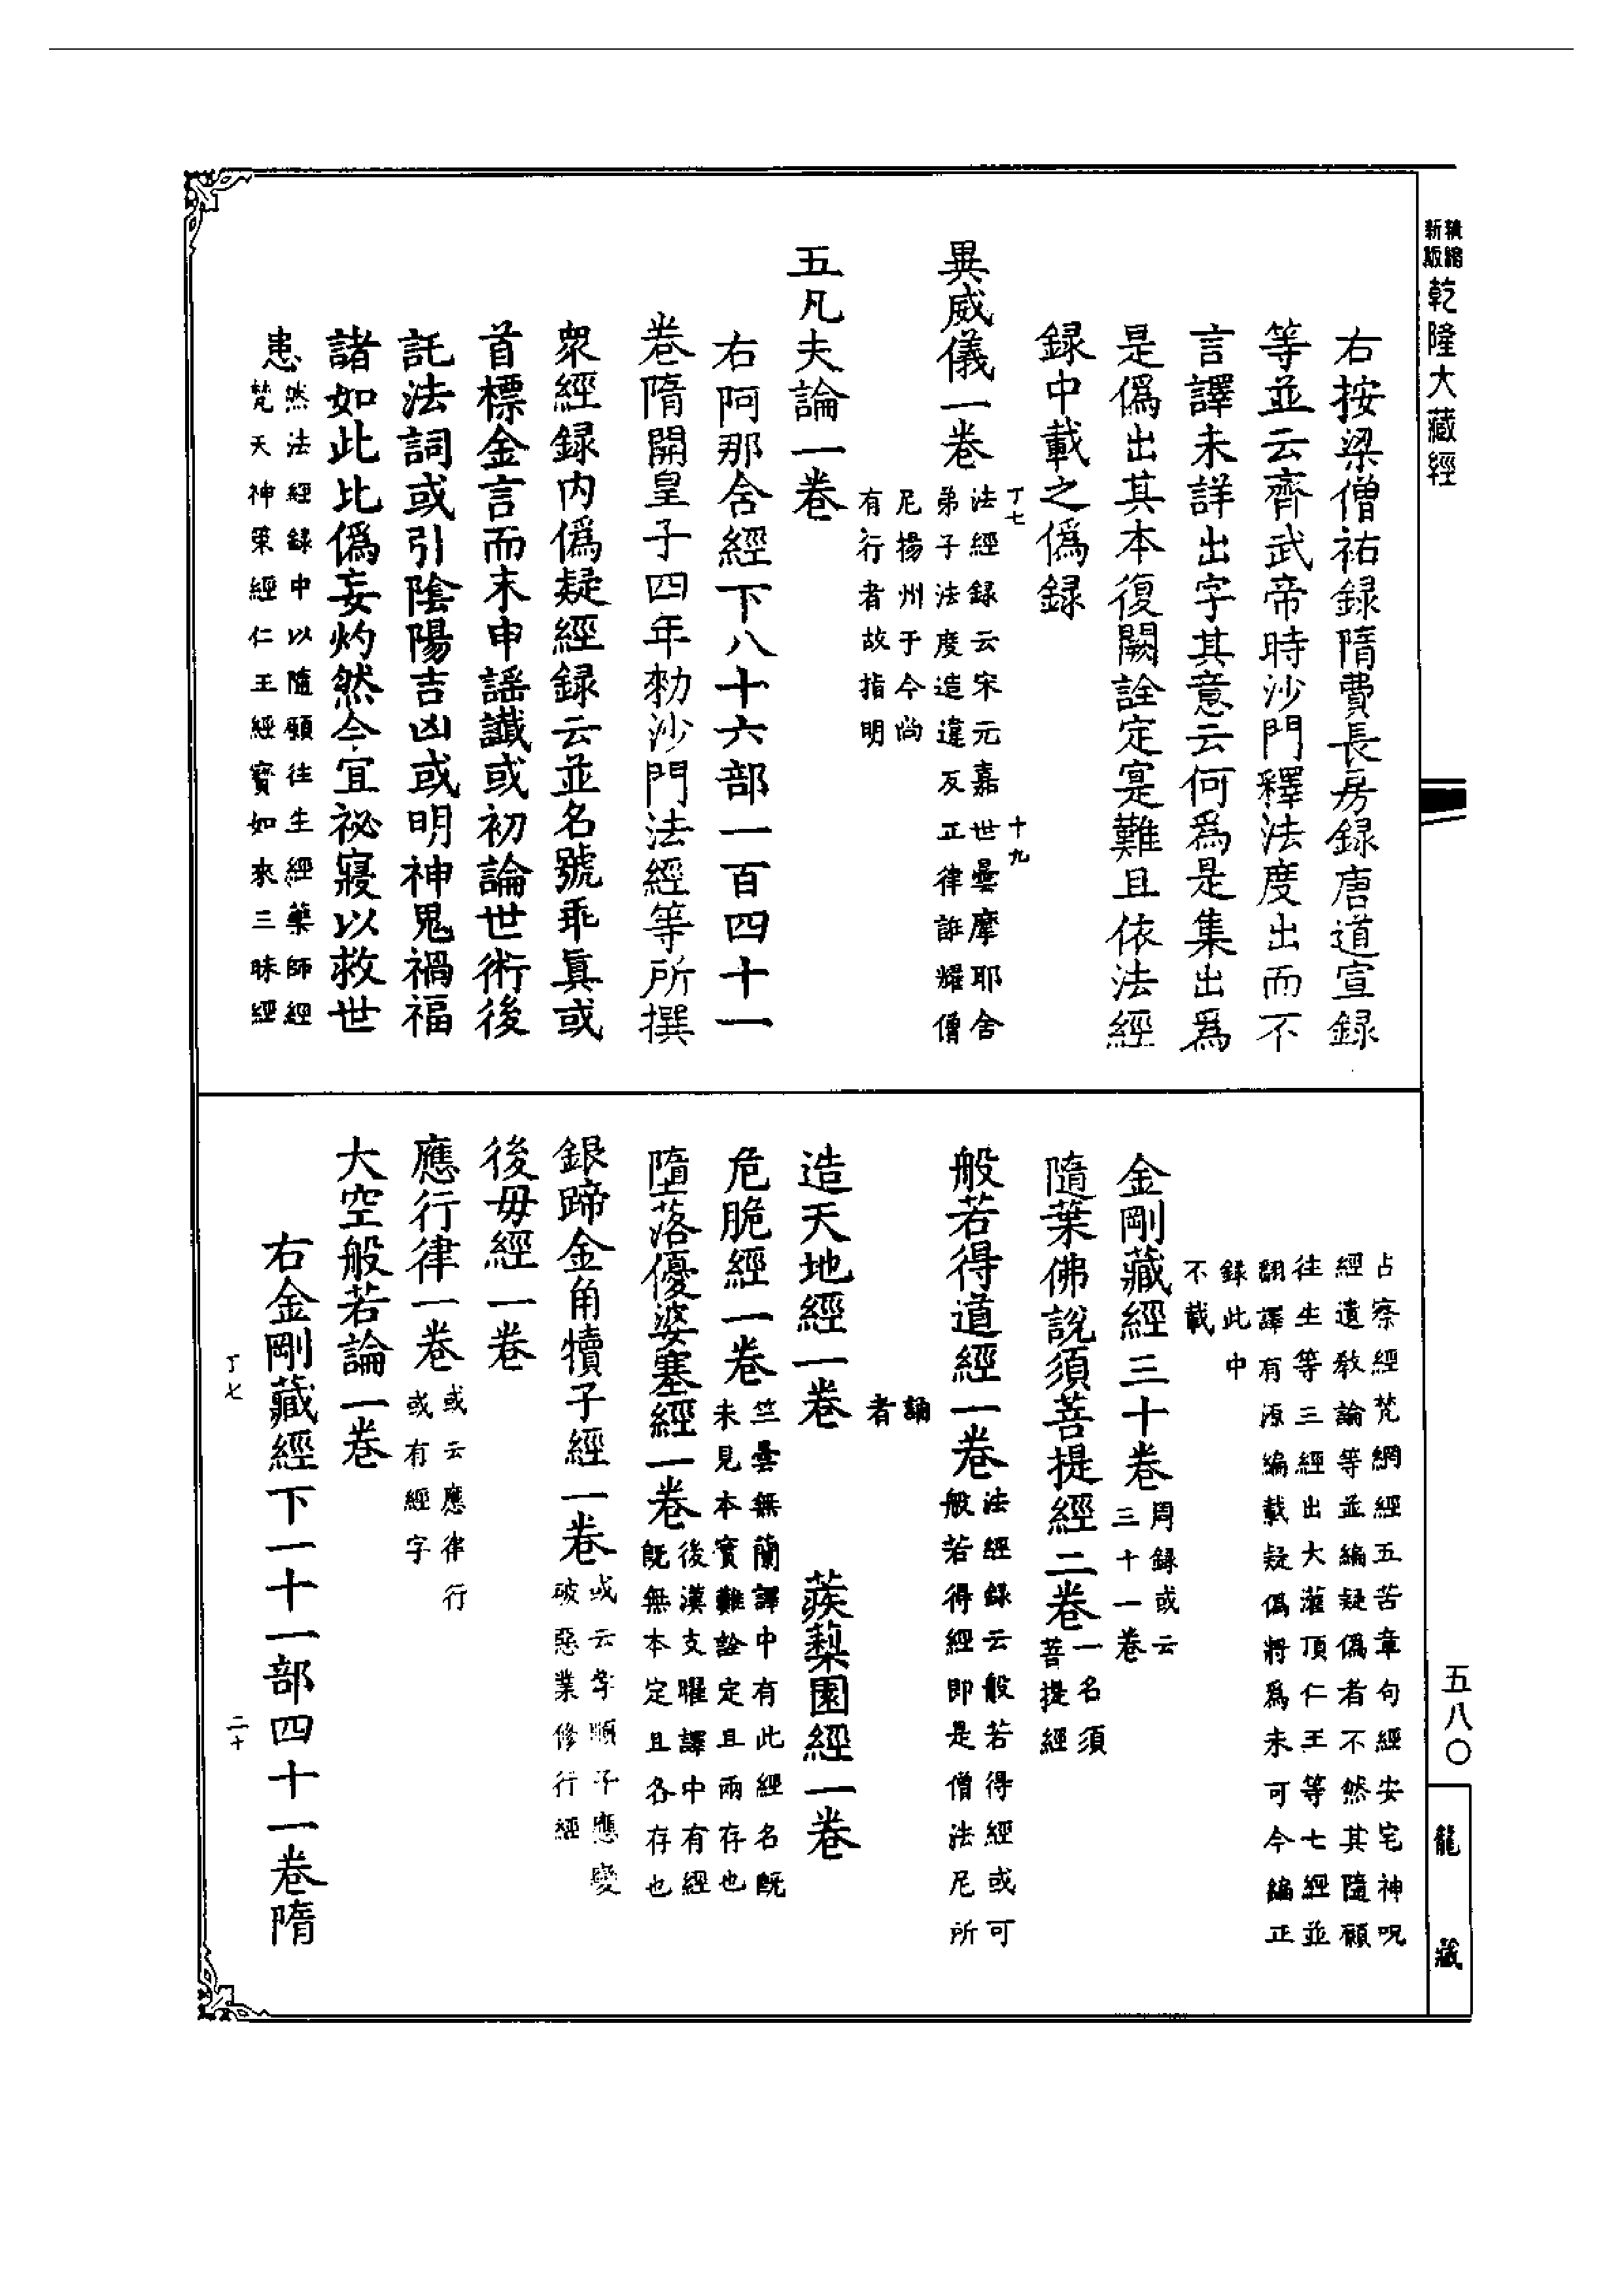 精縮
新版
乾隆大藏經
右按梁僧祐録隋費長房録唐道宣録
等並云齊武帝時沙門釋法度出而不
言譯未詳出字其意云何爲是集出爲
是僞出其本復闕詮定寔難且依法經
録中載之僞録
丁七 十九
異威儀一卷
法經録云宋元嘉世曇摩耶舍
弟子法度造違反正律誑耀僧
尼揚州于今尚
有行者故指明
五凡夫論一卷
右阿那含經下八十六部一百四十一
卷隋開皇子四年勑沙門法經等所撰
衆經録内僞疑經録云並名號乖真或
首標金言而末申謡讖或初論世術後
託法詞或引陰陽吉凶或明神鬼禍福
諸如此比僞妄灼然今宜祕寢以救世
患
然法經録中以隨願往生經藥師經
梵天神策經仁王經寳如來三昧經
占察經梵網經五苦章句經安宅神呪
經遺敎論等並編疑僞者不然其隨願
往生等三經出大灌頂仁王等七經並
翻譯有源編載疑僞將爲未可今編正
録此中
不載
金剛藏經三十卷
周録或云
三十一卷
隨葉佛說須菩提經二卷
一名須
菩提經
般若得道經一卷
法經録云般若得經或可
般若得經即是僧法尼所
誦
者
造天地經一卷 蒺蔾園經一卷
危脆經一卷
竺曇無蘭譯中有此經名既
未見本實難詮定且兩存也
墮落優婆塞經一卷
後漢支曜譯中有經
既無本定且各存也
銀蹄金角犢子經一卷
或云孝順子應變
破惡業修行經
後毋經一卷
應行律一卷
或云應律行
或有經字
大空般若論一卷
右金剛藏經下一十一部四十一卷隋
丁七 二十
五八〇
龍藏